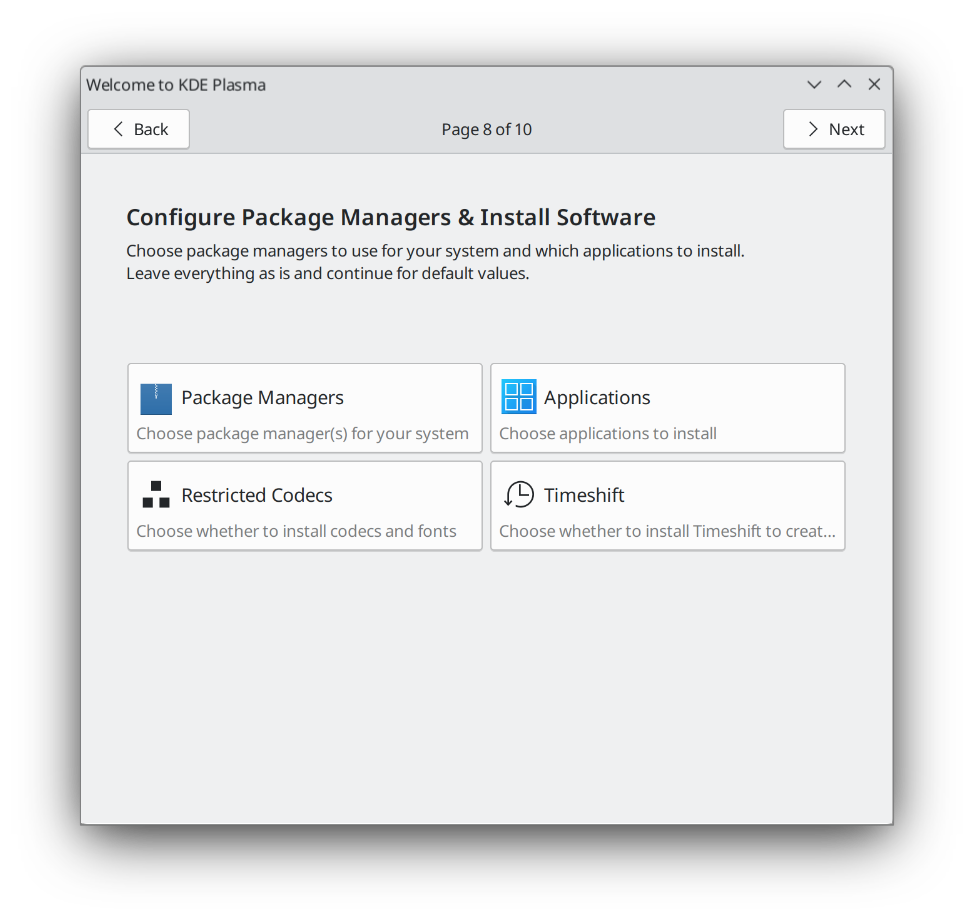 Welcome to KDE Plasma
Back
Page 8 of 10
Next
Configure Package Managers & Install Software
Choose package managers to use for your system and which applications to install.
Leave everything as is and continue for default values.
Package Managers
Applications
Choose package manager(s) for your system
Choose applications to install
Restricted Codecs
Timeshift
Choose whether to install codecs and fonts
Choose whether to install Timeshift to creat...